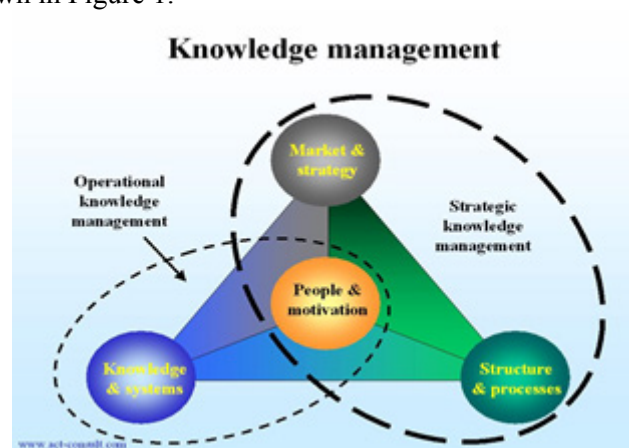 wn in Figure 1.
Knowledge management
Market &
strategy
Operational
knowledge
management
Strategic
knowledge
management
People &
motivation
Knowledge
& systems
Structure
& processes
www.act-consult.com